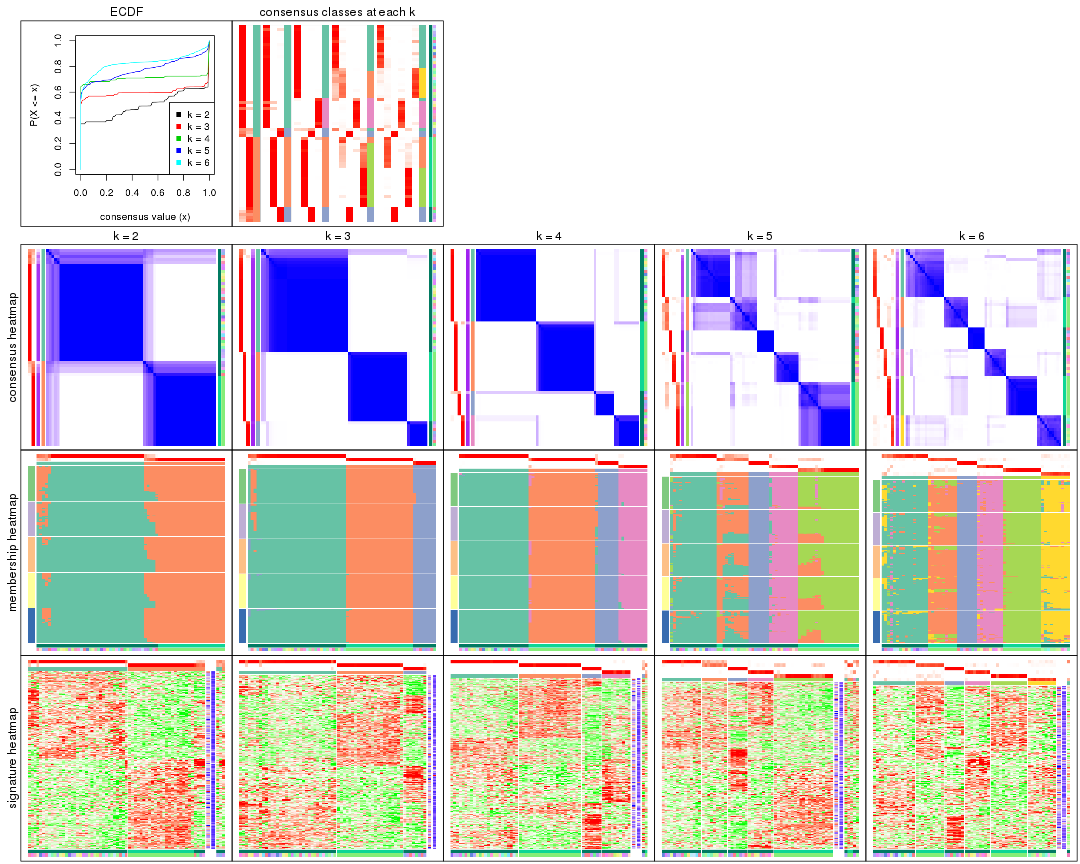 ECDF
consensus classes at each k
P(X <= x)
0.0 0.2 0.4 0.6 0.8 1.0
k = 2
k = 3
k = 4
k = 5
k = 6
0.0 0.2 0.4 0.6 0.8 1.0
consensus value (x)
k = 2
k = 3
k = 4
k = 5
k = 6
consensus heatmap
membership heatmap
signature heatmap